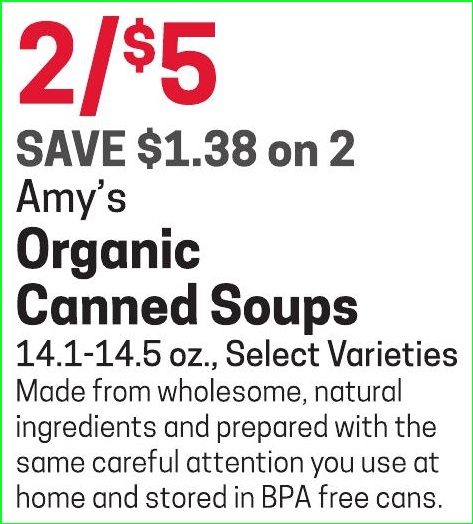 2/$5
SAVE $1.38 on 2
Amy's
Organic
Canned Soups
14.1-14.5 oz., Select Varieties
Made from wholesome, natural
ingredients and prepared with the
same careful attention you use at
home and stored in BPA free cans.